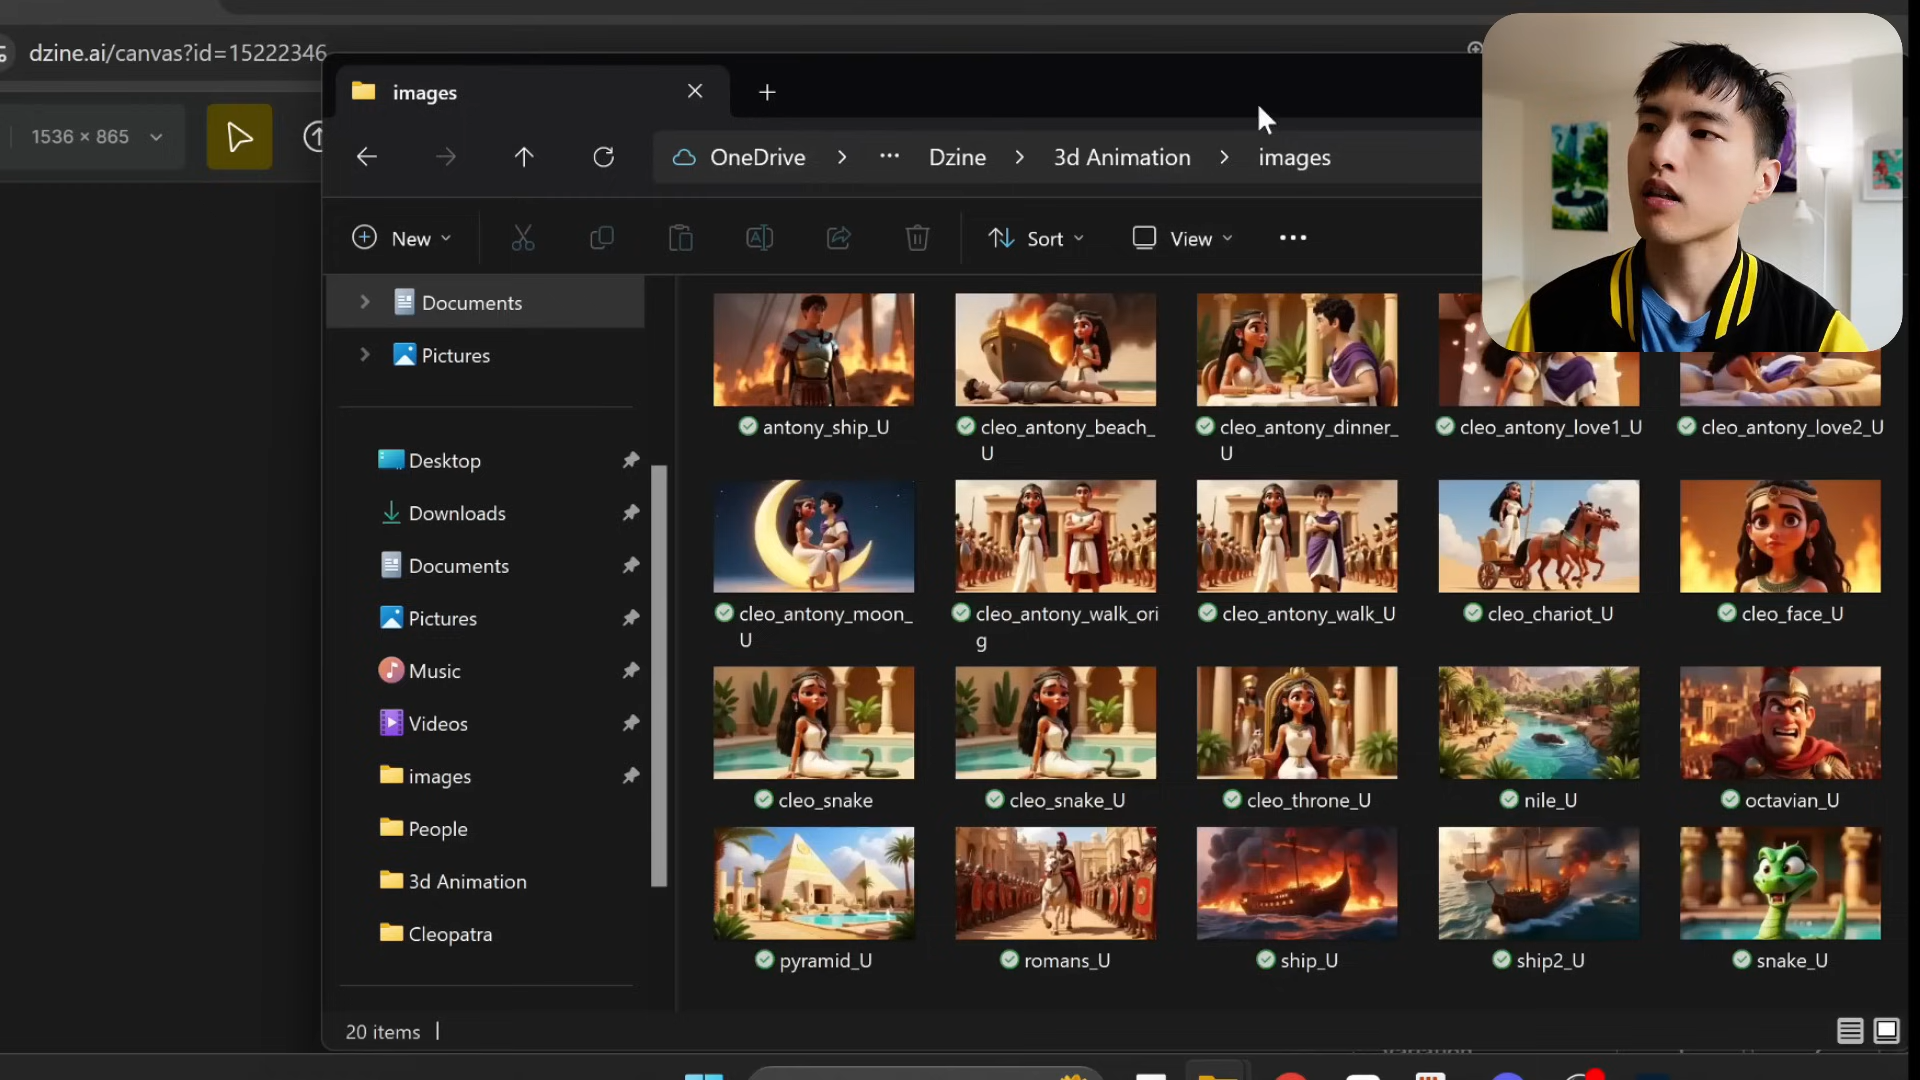 dzine.ai/canvas?id=15222346
images
1536 × 865
OneDrive
Dzine
3d Animation
images
New
Sort
View
Documents
Pictures
Desktop
Downloads
Documents
Pictures
Music
Videos
images
People
3d Animation
Cleopatra
antony_ship_U
cleo_antony_beach_
U
cleo_antony_dinner_
U
cleo_antony_love1_U
cleo_antony_love2_U
cleo_antony_moon_
U
cleo_antony_walk_ori
g
cleo_antony_walk_U
cleo_chariot_U
cleo_face_U
cleo_snake
cleo_snake_U
cleo_throne_U
nile_U
octavian_U
pyramid_U
romans_U
ship_U
ship2_U
snake_U
20 items